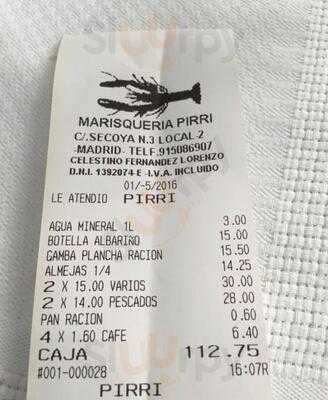 MARISQUERIA PIRRI
C/.SECOYA N.3 LOCAL-2
-MADRID- TELF.915086907
CELESTINO FERNANDEZ LORENZO
D.N.I. 1392074-E -I.V.A. INCLUIDO
01/-5/2016
LE ATENDIO PIRRI
AGUA MINERAL 1L 3.00
BOTELLA ALBARIÑO 15.00
GAMBA PLANCHA RACION 15.50
ALMEJAS 1/4 14.25
2 X 15.00 VARIOS 30.00
2 X 14.00 PESCADOS 28.00
PAN RACION 0.60
4 X 1.60 CAFE 6.40
CAJA 112.75
#001-000028 16:07R
PIRRI